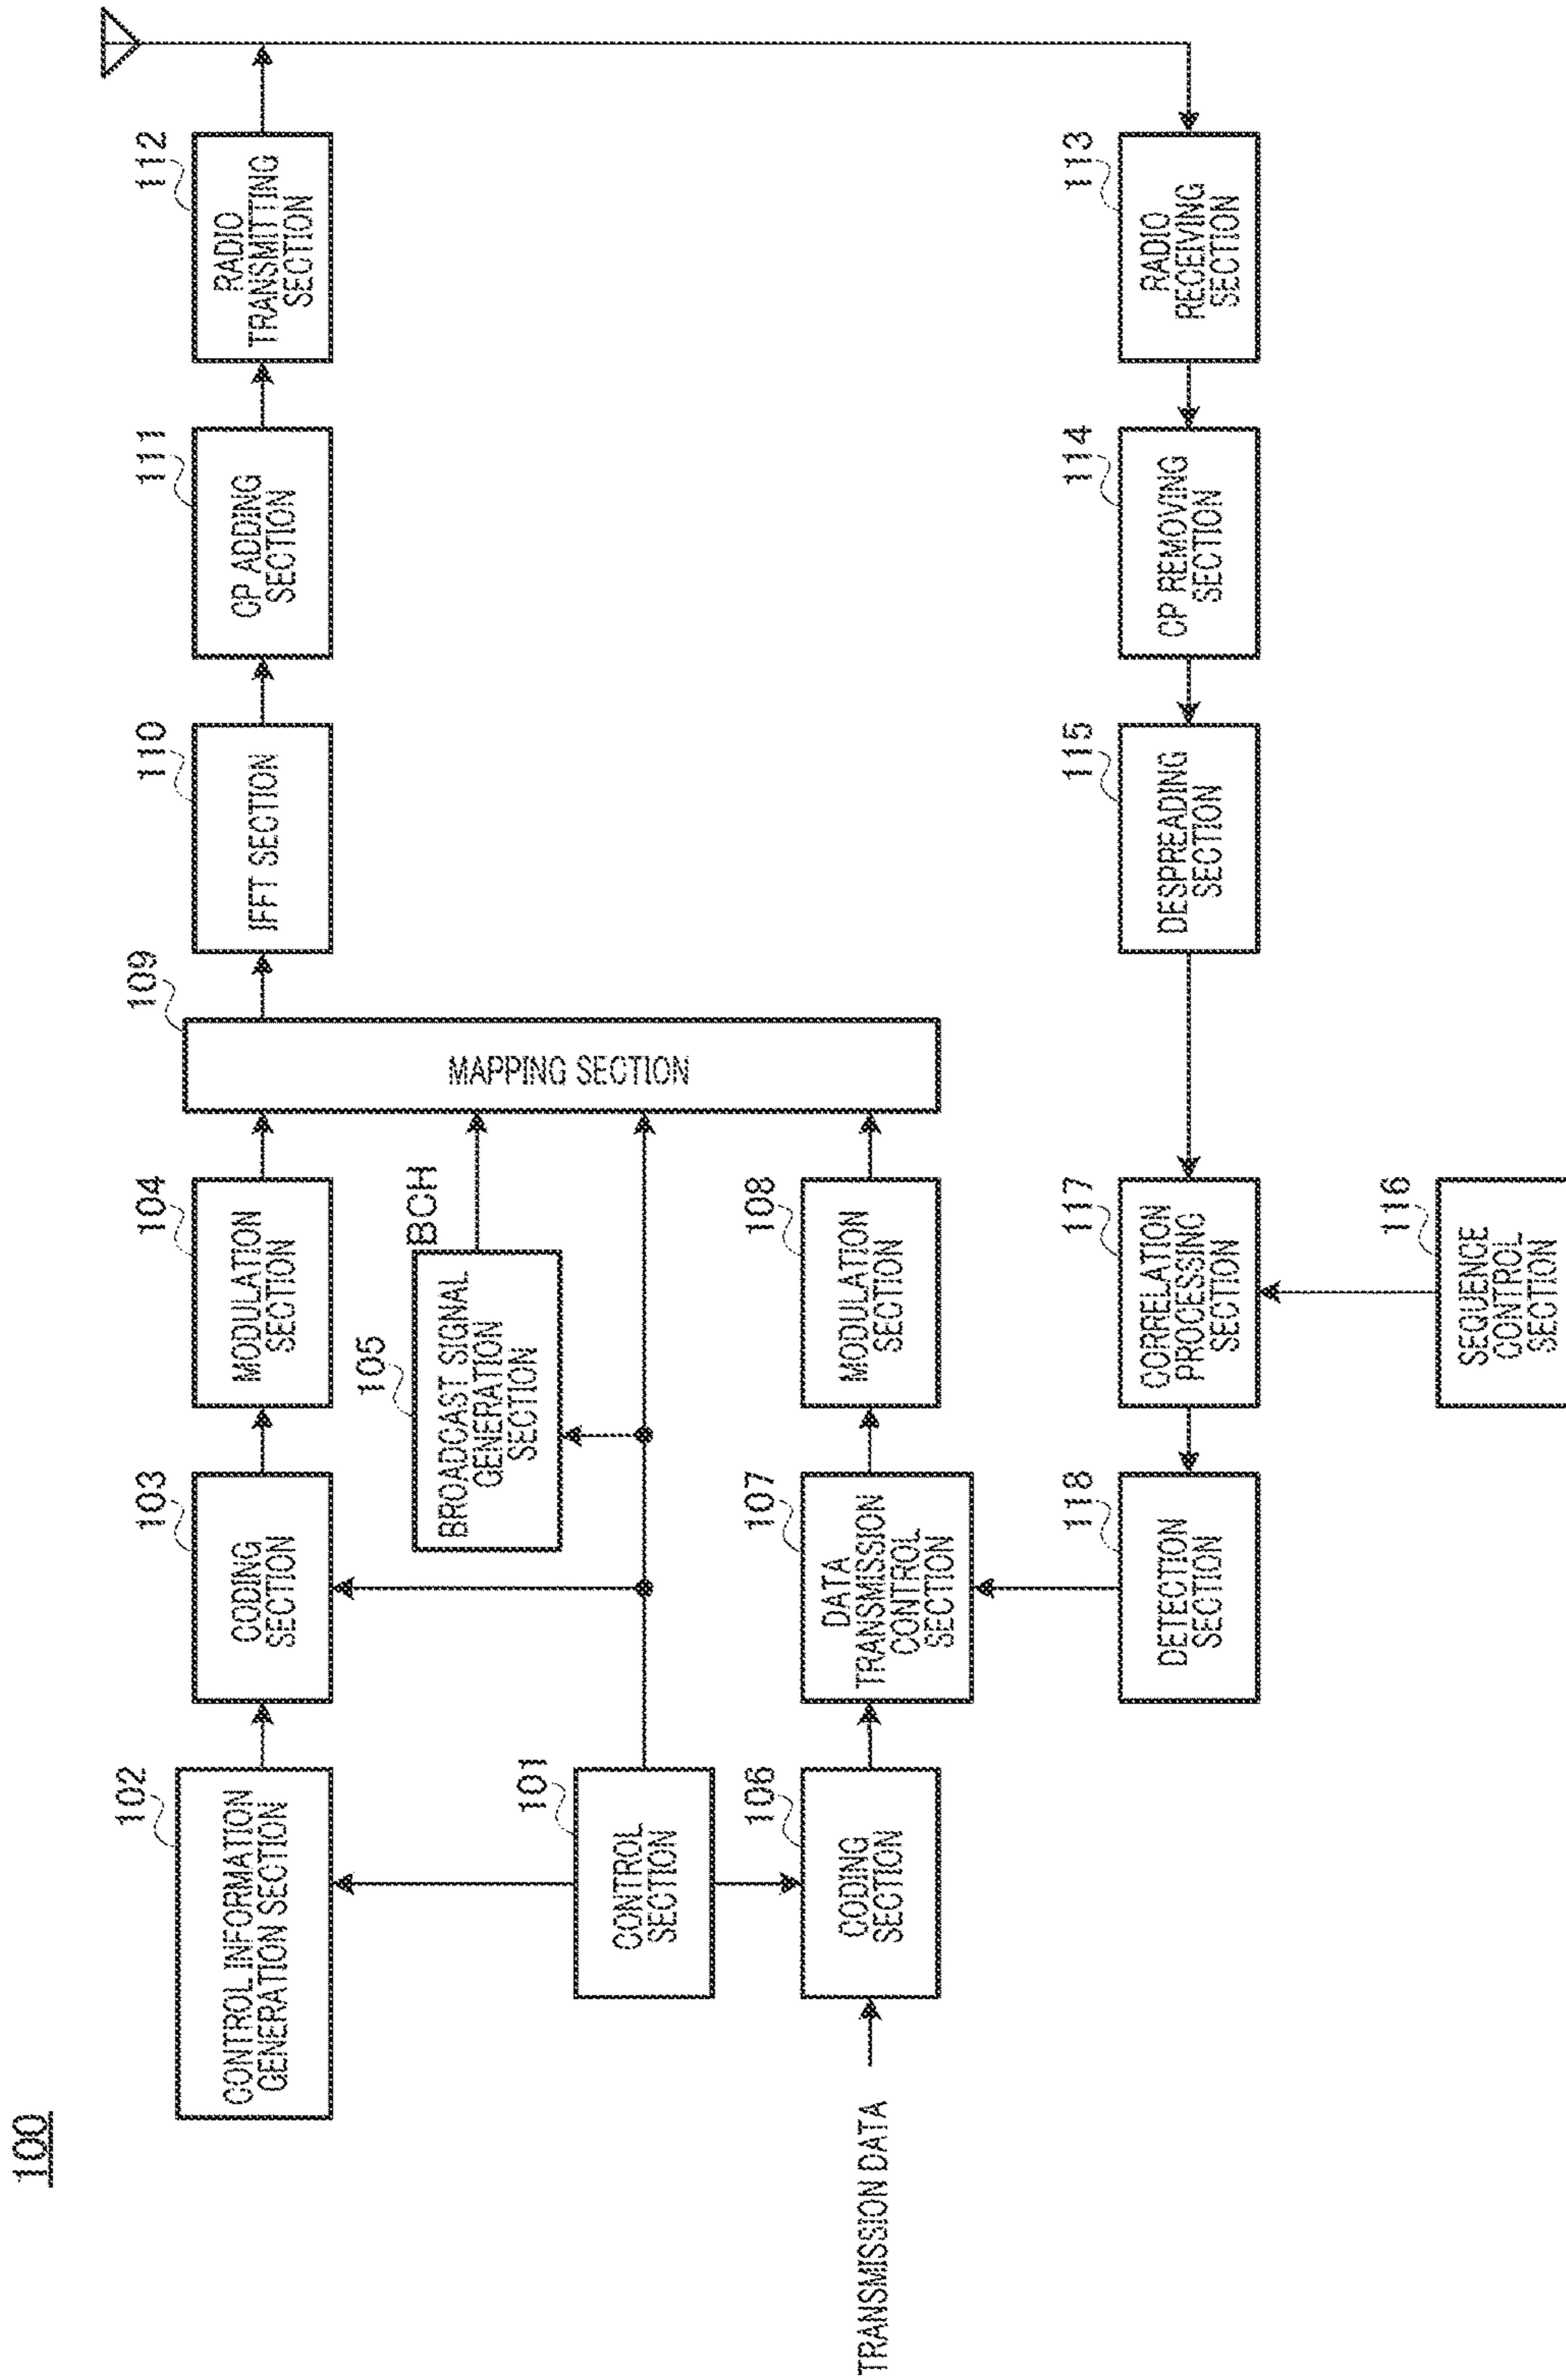 100
102
CONTROL INFORMATION
GENERATION SECTION
103
CODING
SECTION
104
MODULATION
SECTION
109
MAPPING SECTION
110
IFFT SECTION
111
CP ADDING
SECTION
112
RADIO
TRANSMITTING
SECTION
105
BROADCAST SIGNAL
GENERATION
SECTION
BCH
101
CONTROL
SECTION
TRANSMISSION DATA
106
CODING
SECTION
107
DATA
TRANSMISSION
CONTROL
SECTION
108
MODULATION
SECTION
118
DETECTION
SECTION
117
CORRELATION
PROCESSING
SECTION
115
DESPREADING
SECTION
114
CP REMOVING
SECTION
113
RADIO
RECEIVING
SECTION
116
SEQUENCE
CONTROL
SECTION